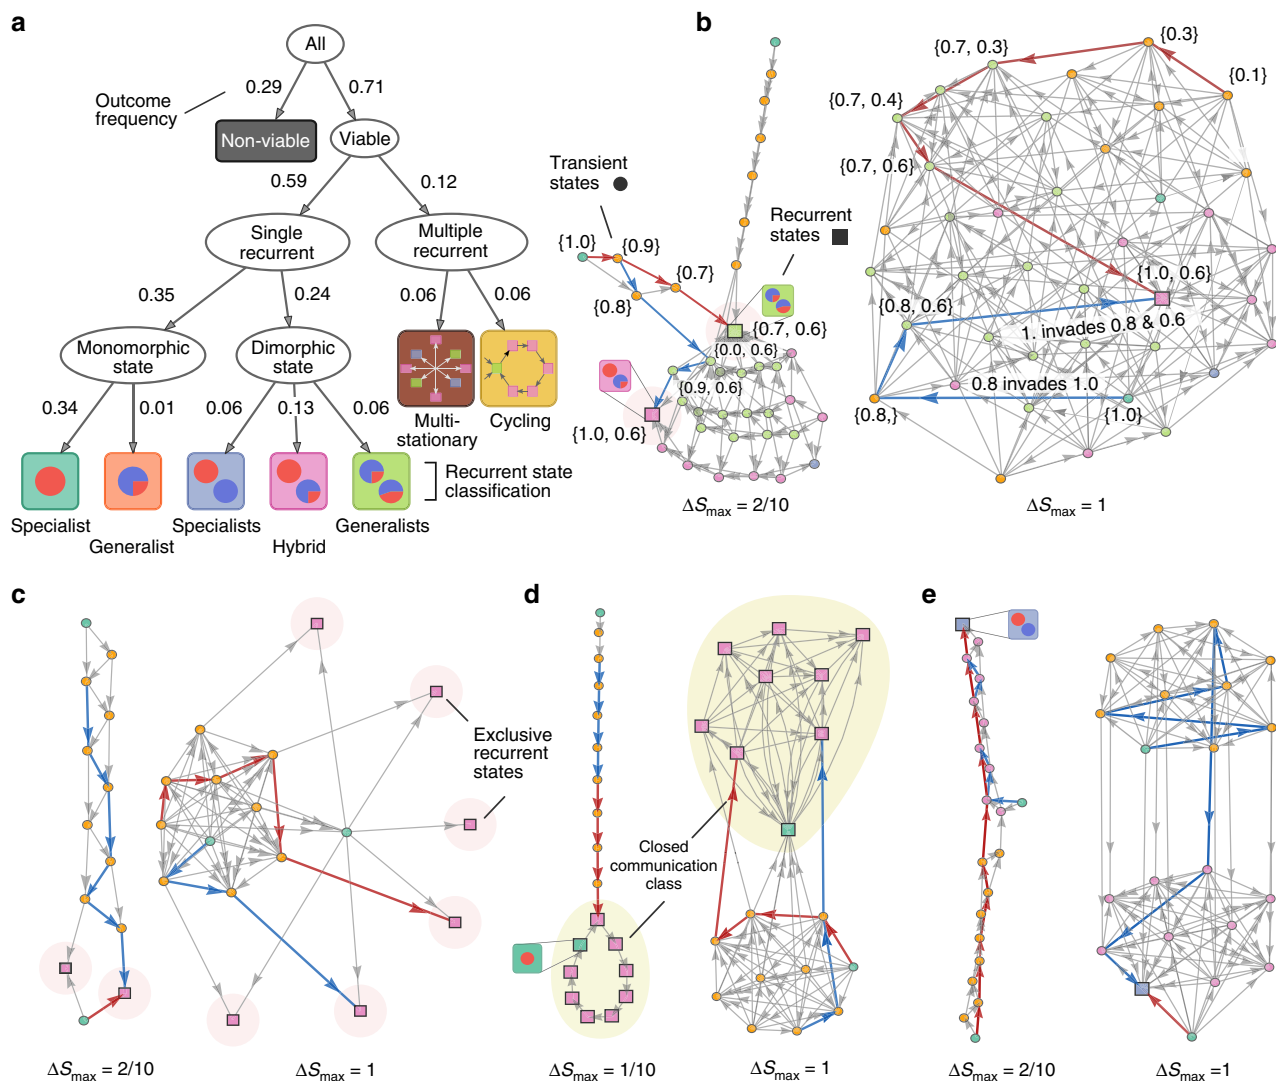 a
All
0.29
0.71
Outcome
frequency
Non-viable
Viable
0.59
0.12
Single
recurrent
Multiple
recurrent
0.35
0.24
0.06
0.06
Monomorphic
state
Dimorphic
state
0.34
0.01
0.06
0.13
0.06
Multi-
stationary
Cycling
Recurrent state
classification
Specialist
Generalist
Specialists
Hybrid
Generalists
b
Transient
states
Recurrent
states
{1.0}
{0.9}
{0.7}
{0.8}
{0.7, 0.6}
{0.0, 0.6}
{0.9, 0.6}
{1.0, 0.6}
ΔSmax = 2/10
{0.3}
{0.7, 0.3}
{0.1}
{0.7, 0.4}
{0.7, 0.6}
{1.0, 0.6}
{0.8, 0.6}
1. invades 0.8 & 0.6
0.8 invades 1.0
{0.8,}
{1.0}
ΔSmax = 1
c
Exclusive
recurrent
states
ΔSmax = 2/10
ΔSmax = 1
d
Closed
communication
class
ΔSmax = 1/10
ΔSmax = 1
e
ΔSmax = 2/10
ΔSmax =1